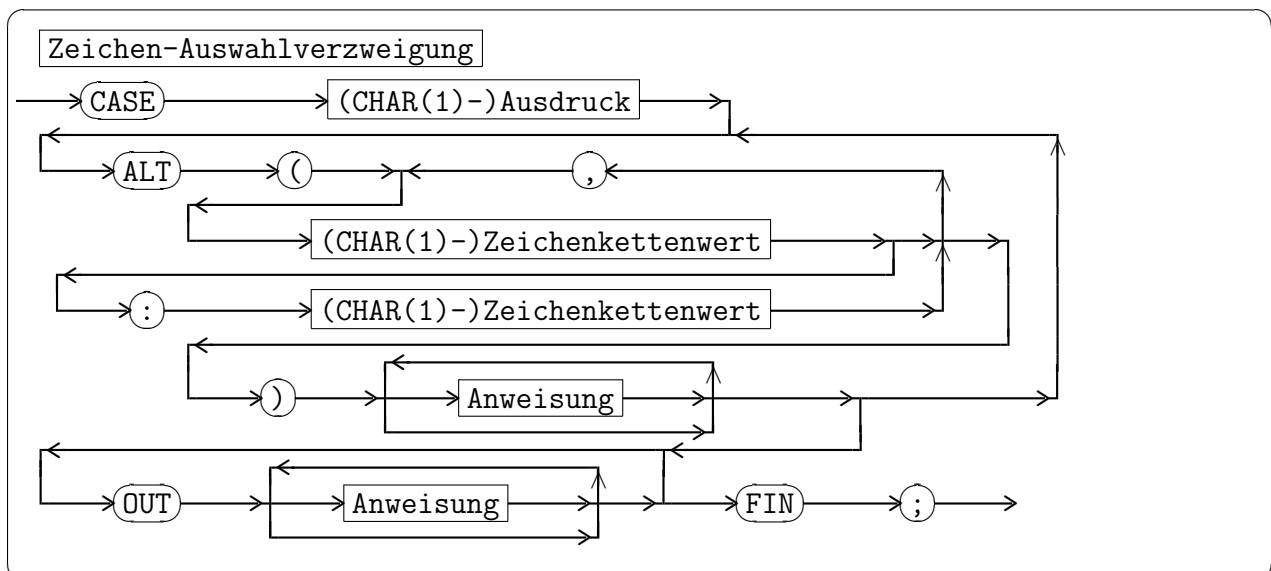 Zeichen-Auswahlverzweigung
CASE (CHAR(1)-)Ausdruck
ALT ( ,
(CHAR(1)-)Zeichenkettenwert
: (CHAR(1)-)Zeichenkettenwert
) Anweisung
OUT Anweisung FIN ;